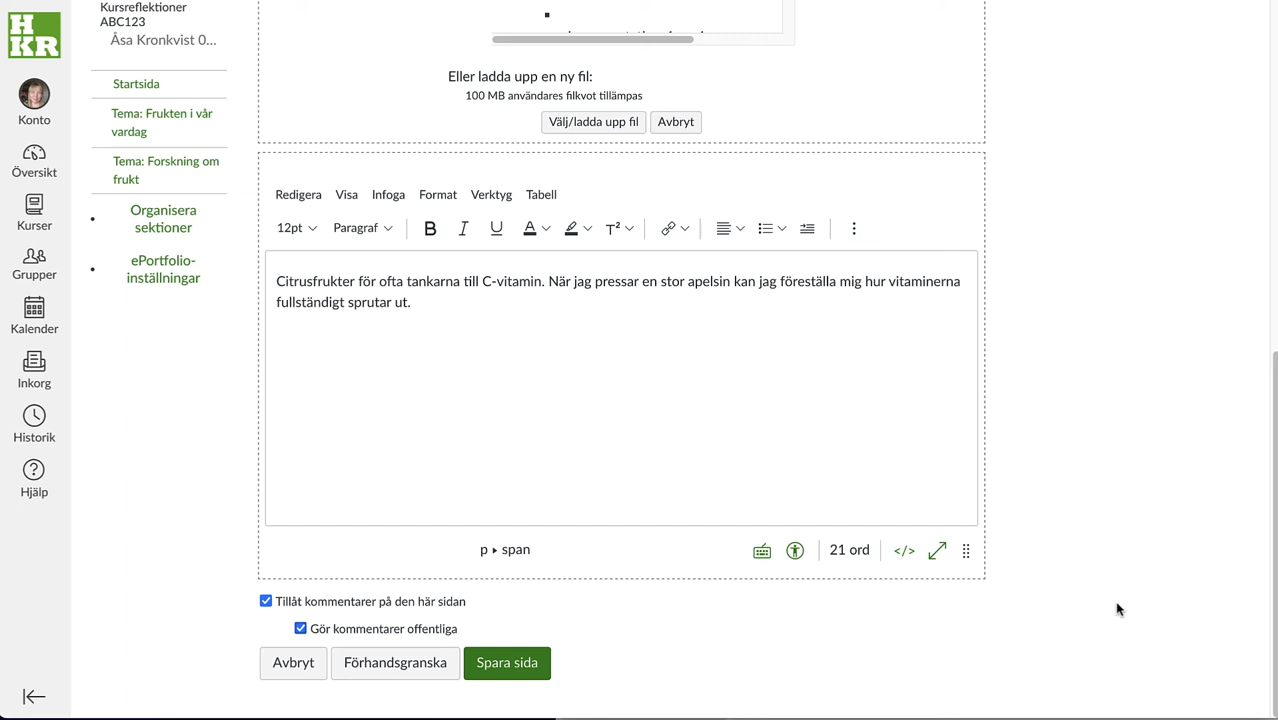 HKR
Konto
Översikt
Kurser
Grupper
Kalender
Inkorg
Historik
Hjälp
Kursreflektioner
ABC123
Åsa Kronkvist 0...
Startsida
Tema: Frukten i vår
vardag
Tema: Forskning om
frukt
Organisera
sektioner
ePortfolio-
inställningar
Eller ladda upp en ny fil:
100 MB användares filkvot tillämpas
Välj/ladda upp fil Avbryt
Redigera Visa Infoga Format Verktyg Tabell
12pt Paragraf B I U A T²
Citrusfrukter för ofta tankarna till C-vitamin. När jag pressar en stor apelsin kan jag föreställa mig hur vitaminerna
fullständigt sprutar ut.
p ▸ span 21 ord </>
Tillåt kommentarer på den här sidan
Gör kommentarer offentliga
Avbryt Förhandsgranska Spara sida